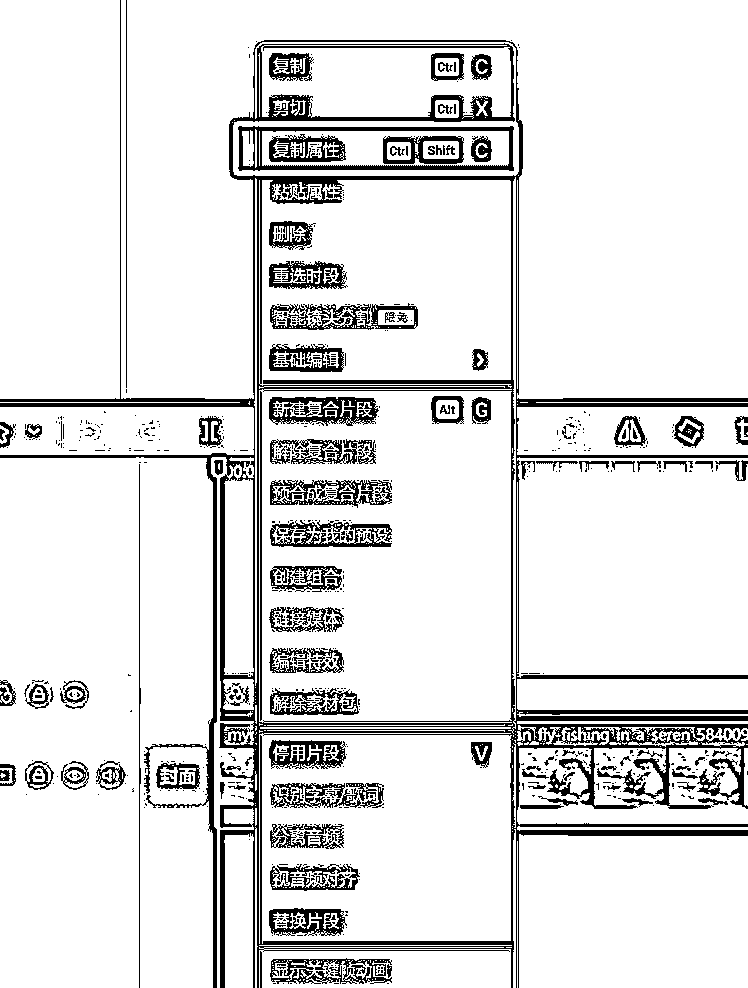 复制 Ctrl C
剪切 Ctrl X
复制属性 Ctrl Shift C
粘贴属性
删除
重选时段
智能镜头分割 限免
基础编辑
新建复合片段 Alt G
解除复合片段
预合成复合片段
保存为我的预设
创建组合
链接媒体
编辑特效
解除素材包
in fly-fishing in a seren 584009
停用片段 V
封面
识别字幕/歌词
分离音频
视音频对齐
替换片段
显示关键帧动画